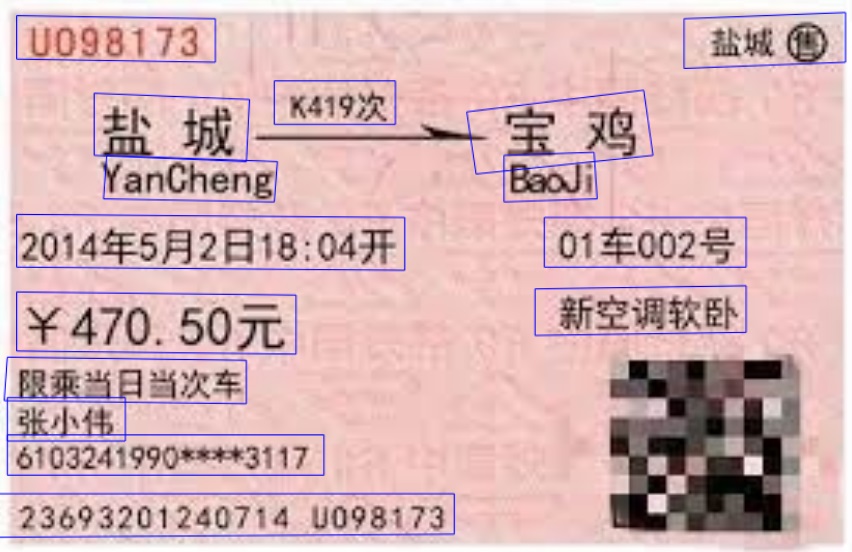 U098173
盐城 售
K419次
盐城 宝鸡
YanCheng BaoJi
2014年5月2日18:04开 01车002号
￥470.50元 新空调软卧
限乘当日当次车
张小伟
6103241990****3117
23693201240714 U098173